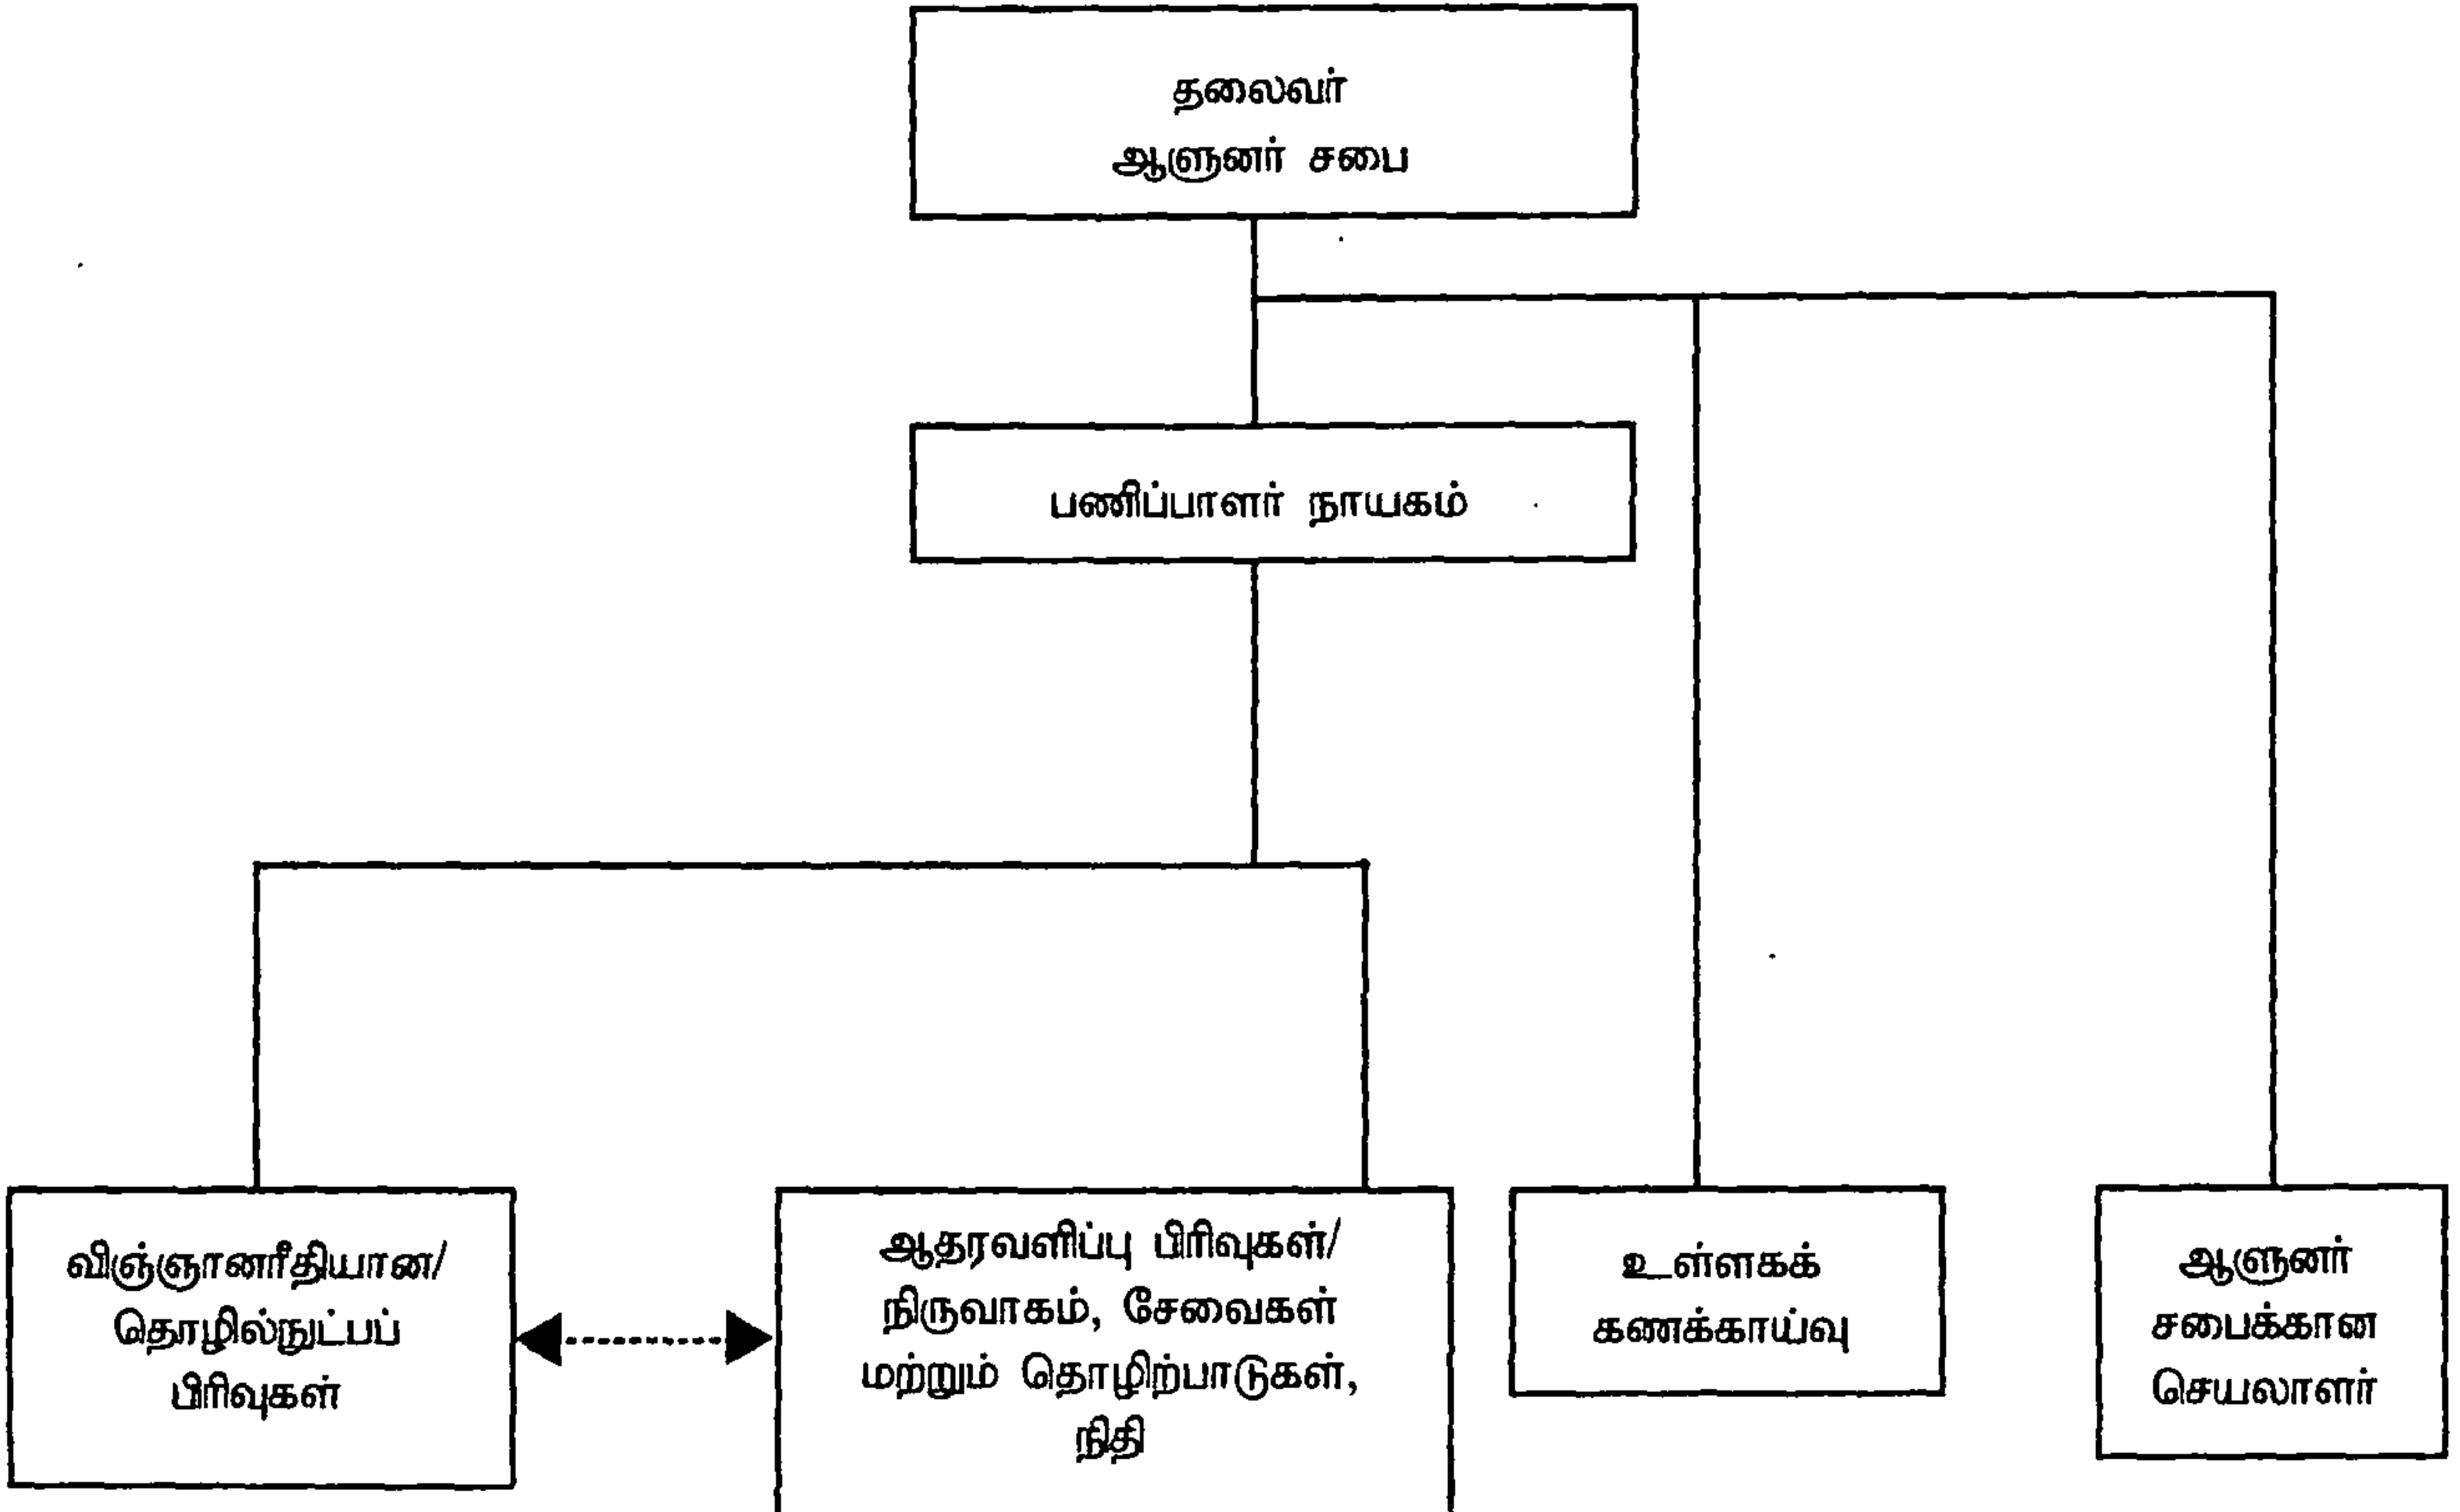 தலைவர்
ஆளுனர் சபை
பணிப்பாளர் நாயகம்
விஞ்ஞானரீதியான/
தொழில்நுட்பப்
பிரிவுகள்
ஆதரவளிப்பு பிரிவுகள்/
நிருவாகம், சேவைகள்
மற்றும் தொழிற்பாடுகள்,
நிதி
உள்ளகக்
கணக்காய்வு
ஆளுனர்
சபைக்கான
செயலாளர்